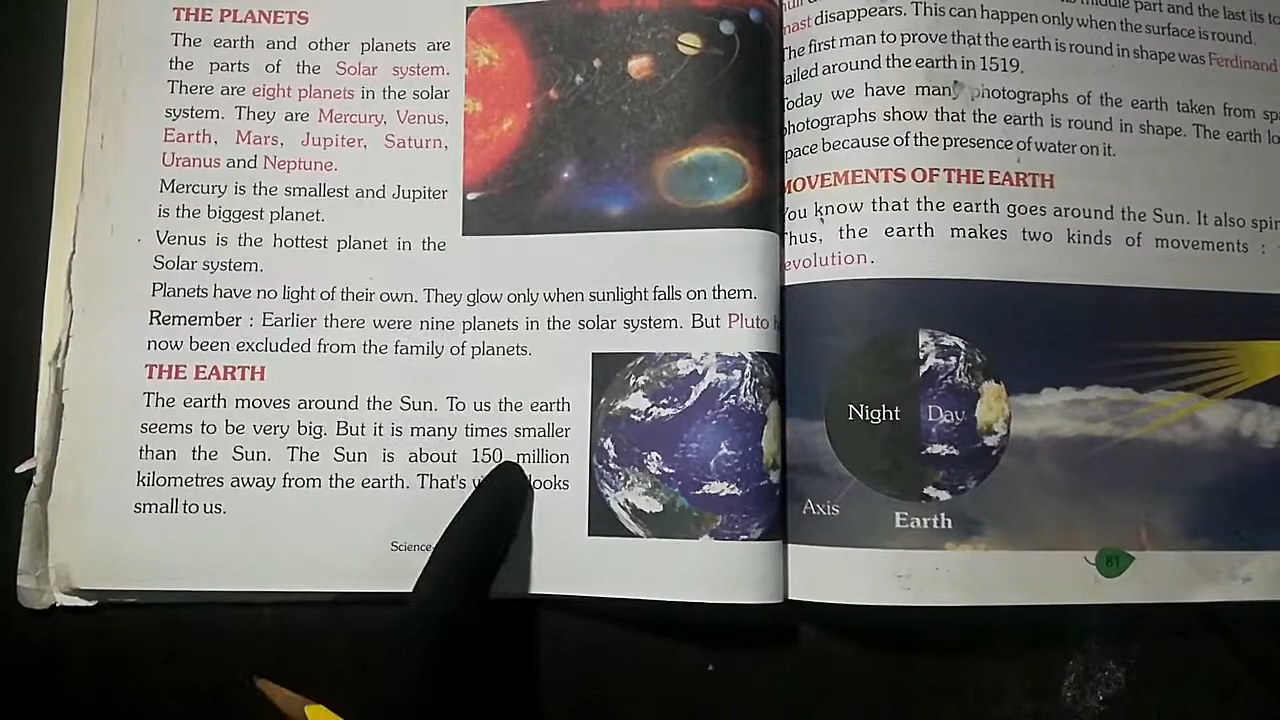 THE PLANETS
The earth and other planets are
the parts of the Solar system.
There are eight planets in the solar
system. They are Mercury, Venus,
Earth, Mars, Jupiter, Saturn,
Uranus and Neptune.
Mercury is the smallest and Jupiter
is the biggest planet.
Venus is the hottest planet in the
Solar system.
Planets have no light of their own. They glow only when sunlight falls on them.
Remember : Earlier there were nine planets in the solar system. But Pluto
now been excluded from the family of planets.
THE EARTH
The earth moves around the Sun. To us the earth
seems to be very big. But it is many times smaller
than the Sun. The Sun is about 150 million
kilometres away from the earth. That's looks
small to us.
Science
part and the last its
mast disappears. This can happen only when the surface is round.
The first man to prove that the earth is round in shape was Ferdinand
ailed around the earth in 1519.
Today we have many photographs of the earth taken from
photographs show that the earth is round in shape. The earth
pace because of the presence of water on it.
MOVEMENTS OF THE EARTH
You know that the earth goes around the Sun. It also
Thus, the earth makes two kinds of movements :
evolution.
Night
Day
Axis
Earth
81